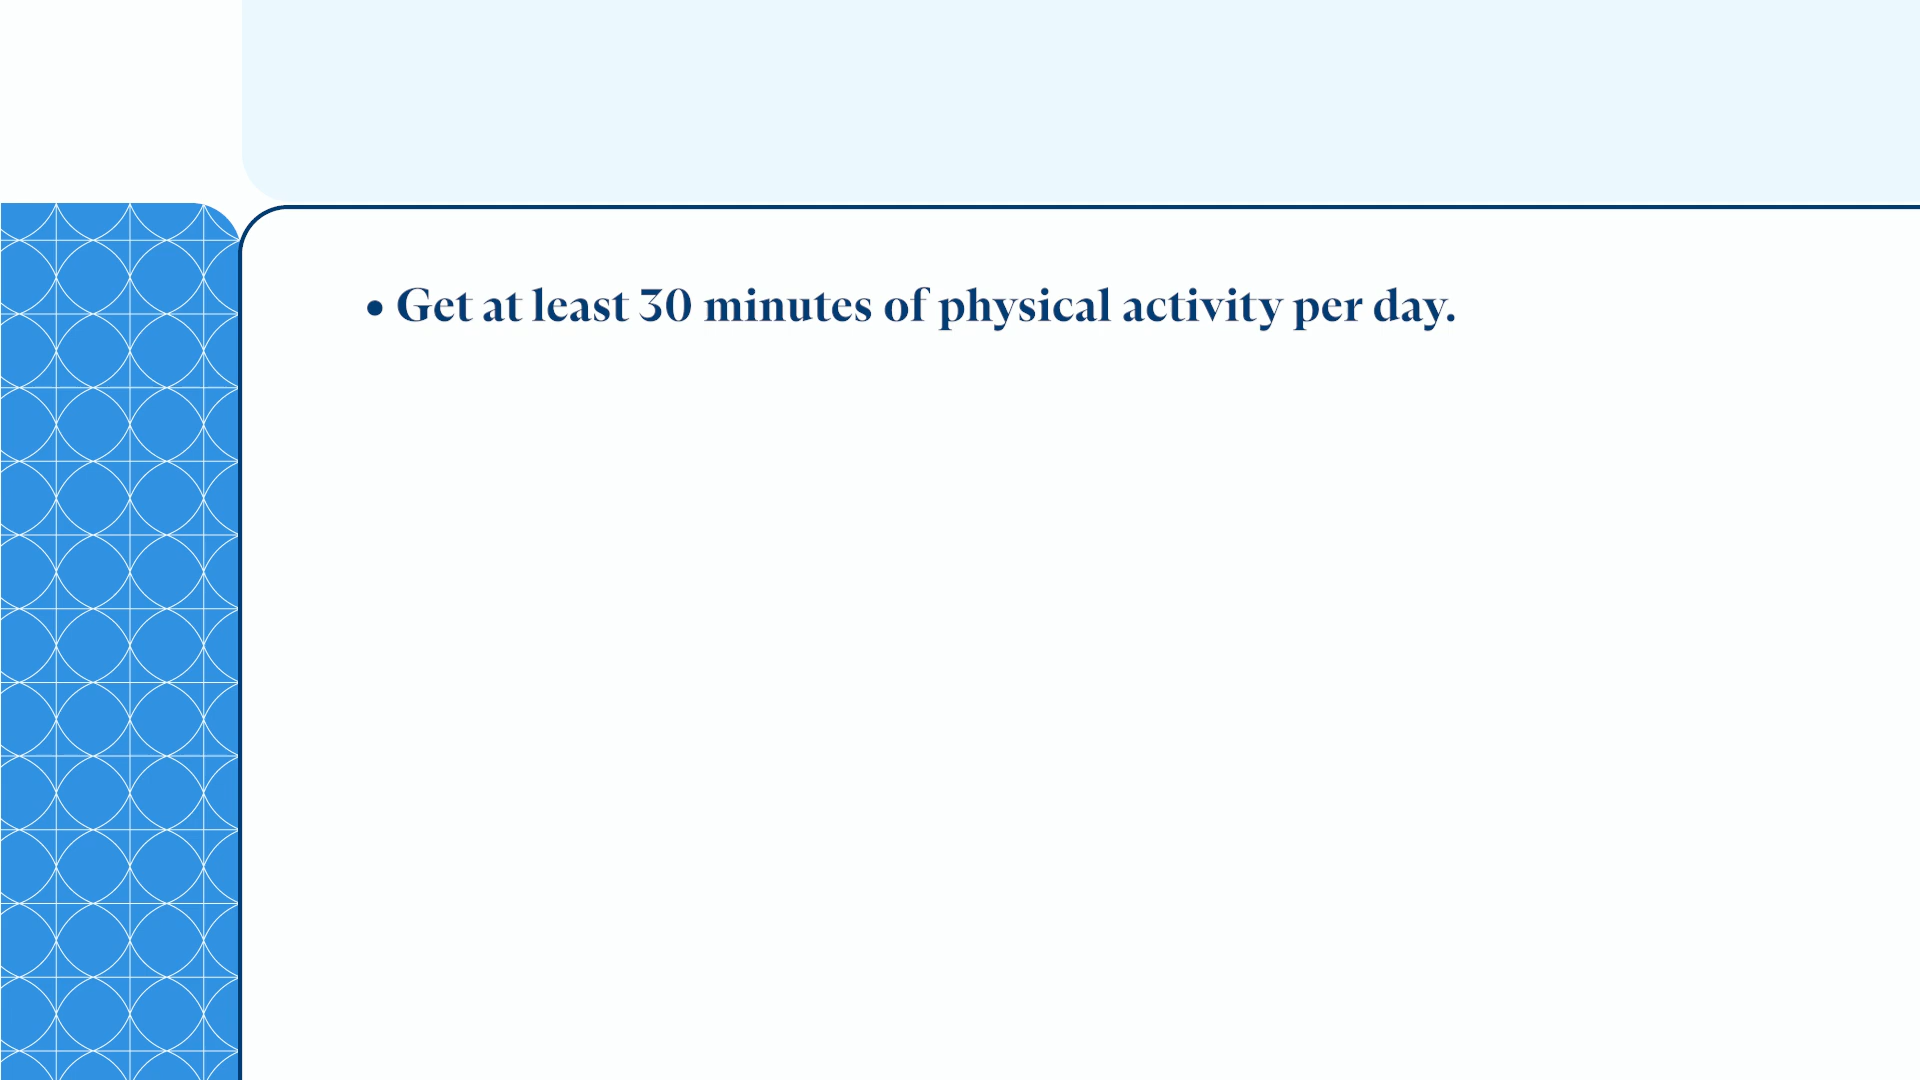 • Get at least 30 minutes of physical activity per day.